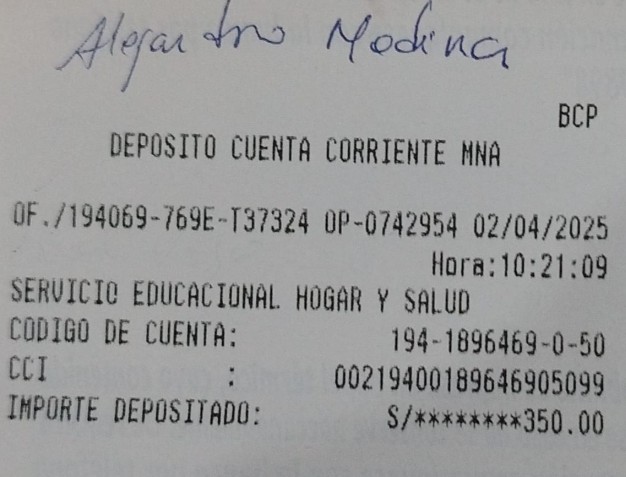 Alejandro Medina
BCP
DEPOSITO CUENTA CORRIENTE MNA
OF./194069-769E-T37324 OP-0742954 02/04/2025
Hora:10:21:09
SERVICIO EDUCACIONAL HOGAR Y SALUD
CODIGO DE CUENTA: 194-1896469-0-50
CCI : 00219400189646905099
IMPORTE DEPOSITADO: S/********350.00